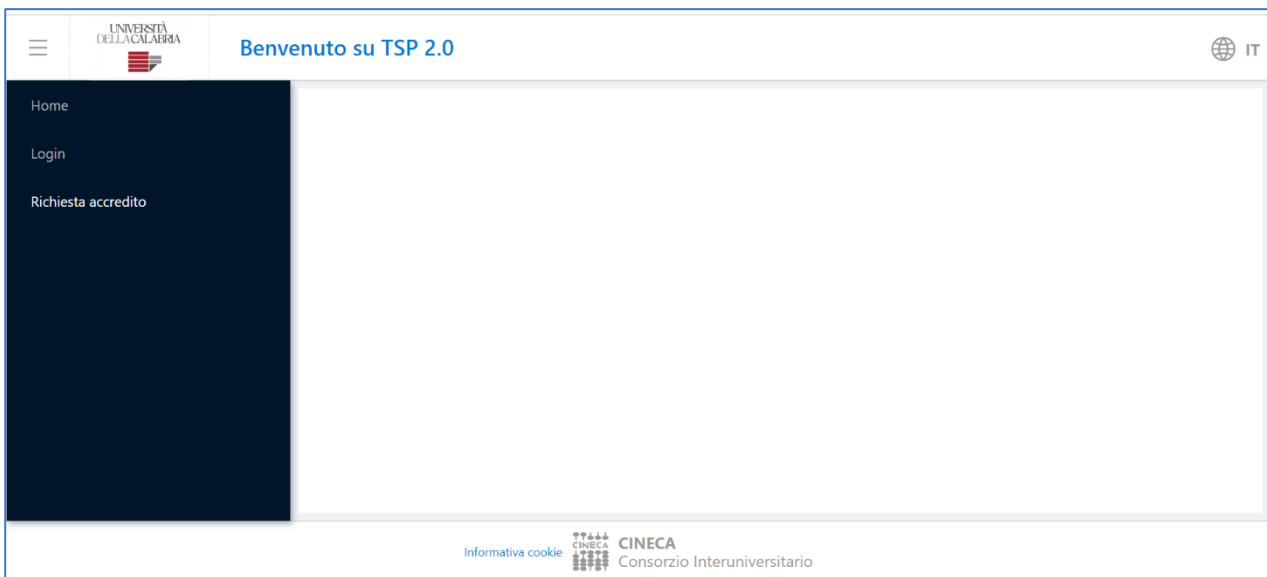 UNIVERSITÀ
DELLA CALABRIA
Benvenuto su TSP 2.0
IT
Home
Login
Richiesta accredito
Informativa cookie
CINECA
CINECA
Consorzio Interuniversitario